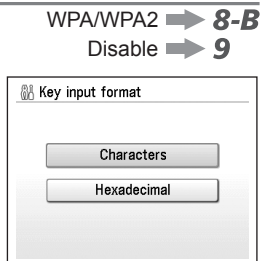 WPA/WPA2 ➡ 8-B
Disable ➡ 9
Key input format
Characters
Hexadecimal